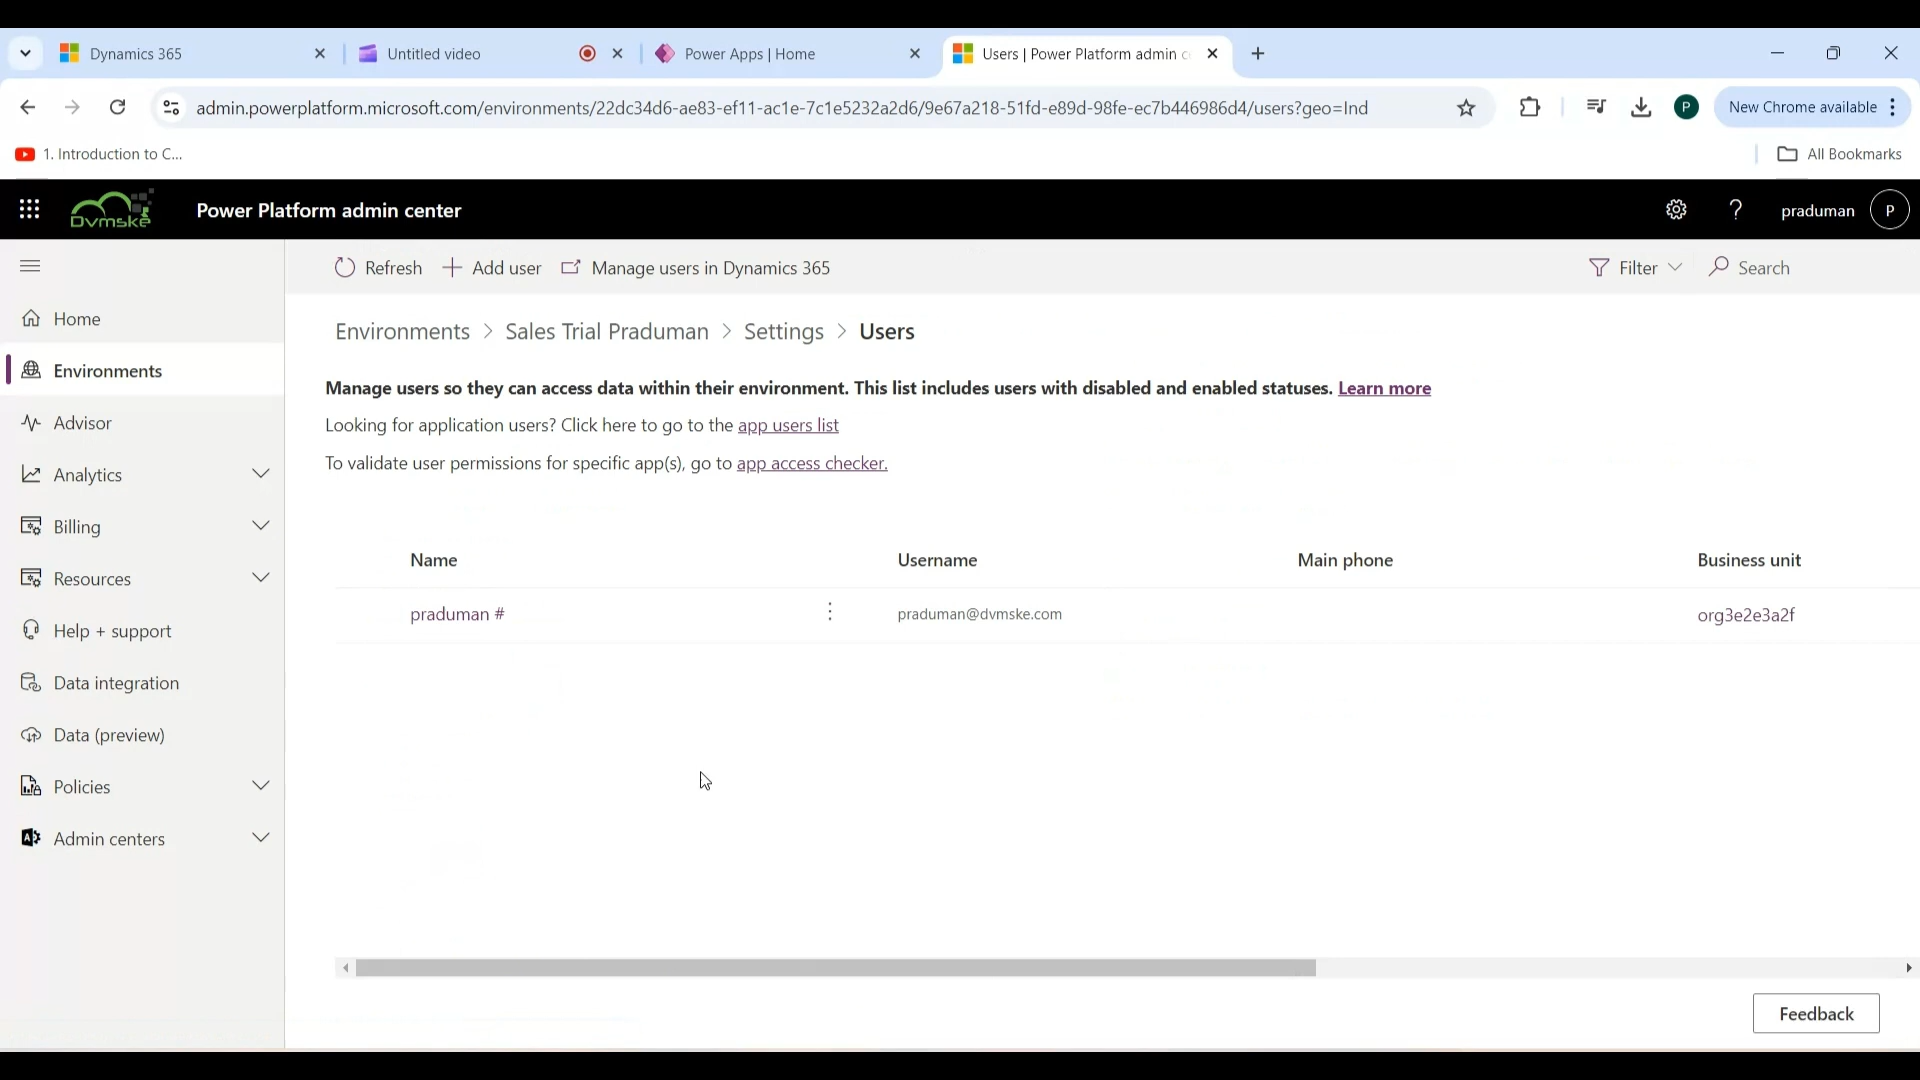 Dynamics 365
Untitled video
Power Apps | Home
Users | Power Platform admin c
admin.powerplatform.microsoft.com/environments/22dc34d6-ae83-ef11-ac1e-7c1e5232a2d6/9e67a218-51fd-e89d-98fe-ec7b446986d4/users?geo=Ind
P
New Chrome available
1. Introduction to C...
All Bookmarks
Dvmske
Power Platform admin center
praduman
P
Refresh
Add user
Manage users in Dynamics 365
Filter
Search
Home
Environments
Advisor
Analytics
Billing
Resources
Help + support
Data integration
Data (preview)
Policies
Admin centers
Environments > Sales Trial Praduman > Settings > Users
Manage users so they can access data within their environment. This list includes users with disabled and enabled statuses. Learn more
Looking for application users? Click here to go to the app users list
To validate user permissions for specific app(s), go to app access checker.
Name Username Main phone Business unit
praduman # praduman@dvmske.com org3e2e3a2f
Feedback